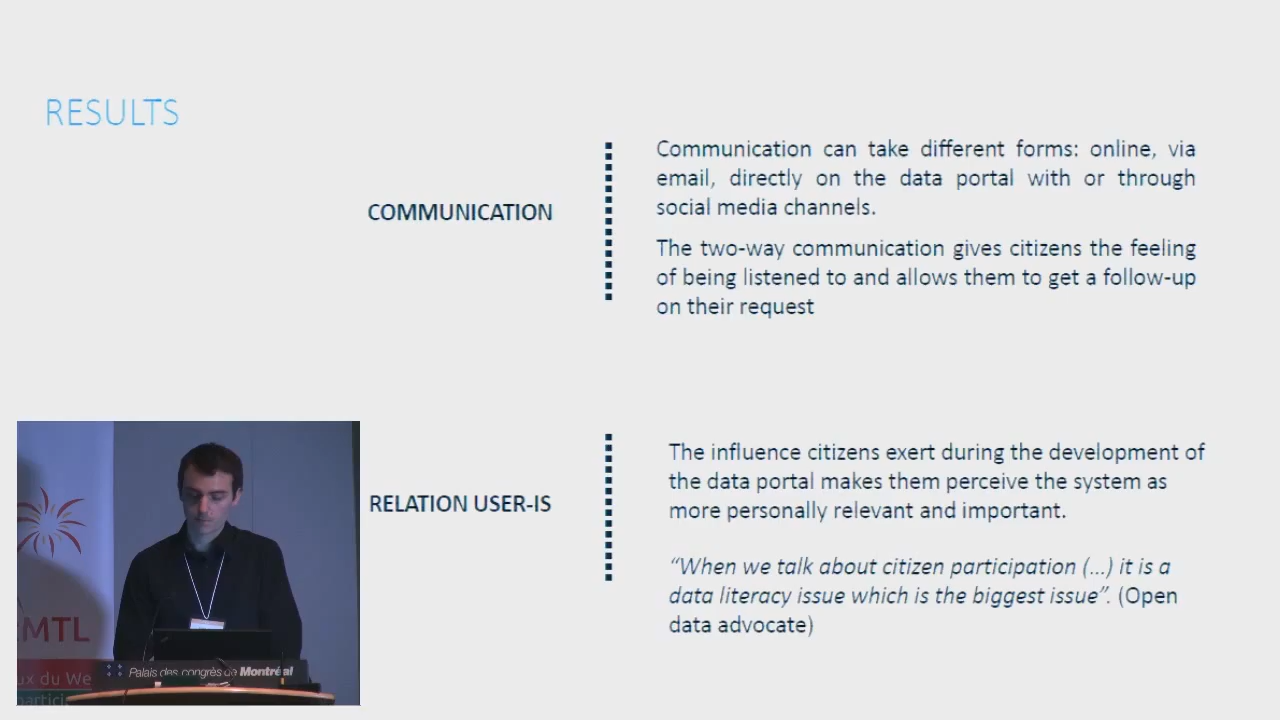 RESULTS
COMMUNICATION
Communication can take different forms: online, via
email, directly on the data portal with or through
social media channels.
The two-way communication gives citizens the feeling
of being listened to and allows them to get a follow-up
on their request
RELATION USER-IS
The influence citizens exert during the development of
the data portal makes them perceive the system as
more personally relevant and important.
“When we talk about citizen participation (...) it is a
data literacy issue which is the biggest issue”. (Open
data advocate)
MTL
ux du We
partici
Palais des congrès de Montréal